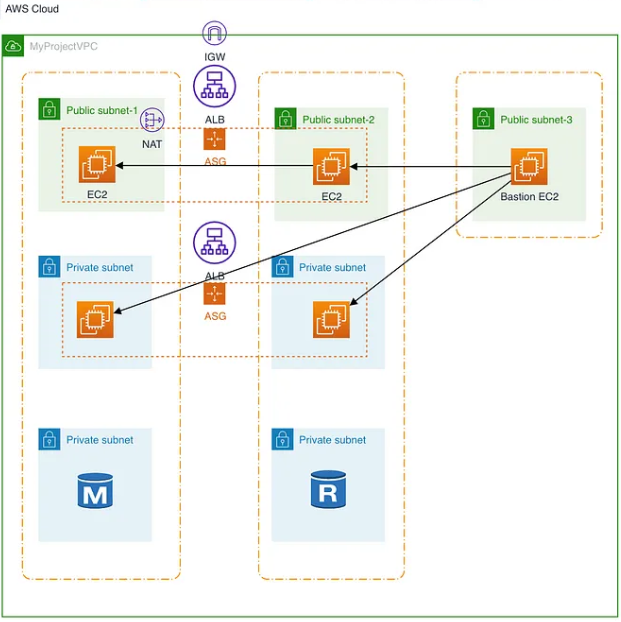 AWS Cloud
MyProjectVPC
IGW
Public subnet-1
NAT
ALB
ASG
Public subnet-2
Public subnet-3
EC2
EC2
Bastion EC2
Private subnet
ALB
ASG
Private subnet
Private subnet
M
Private subnet
R